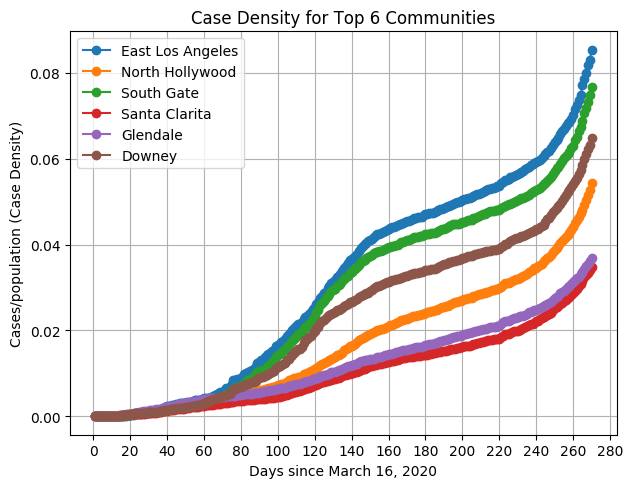 Case Density for Top 6 Communities
East Los Angeles
North Hollywood
South Gate
Santa Clarita
Glendale
Downey
Cases/population (Case Density)
0.08
0.06
0.04
0.02
0.00
0 20 40 60 80 100 120 140 160 180 200 220 240 260 280
Days since March 16, 2020